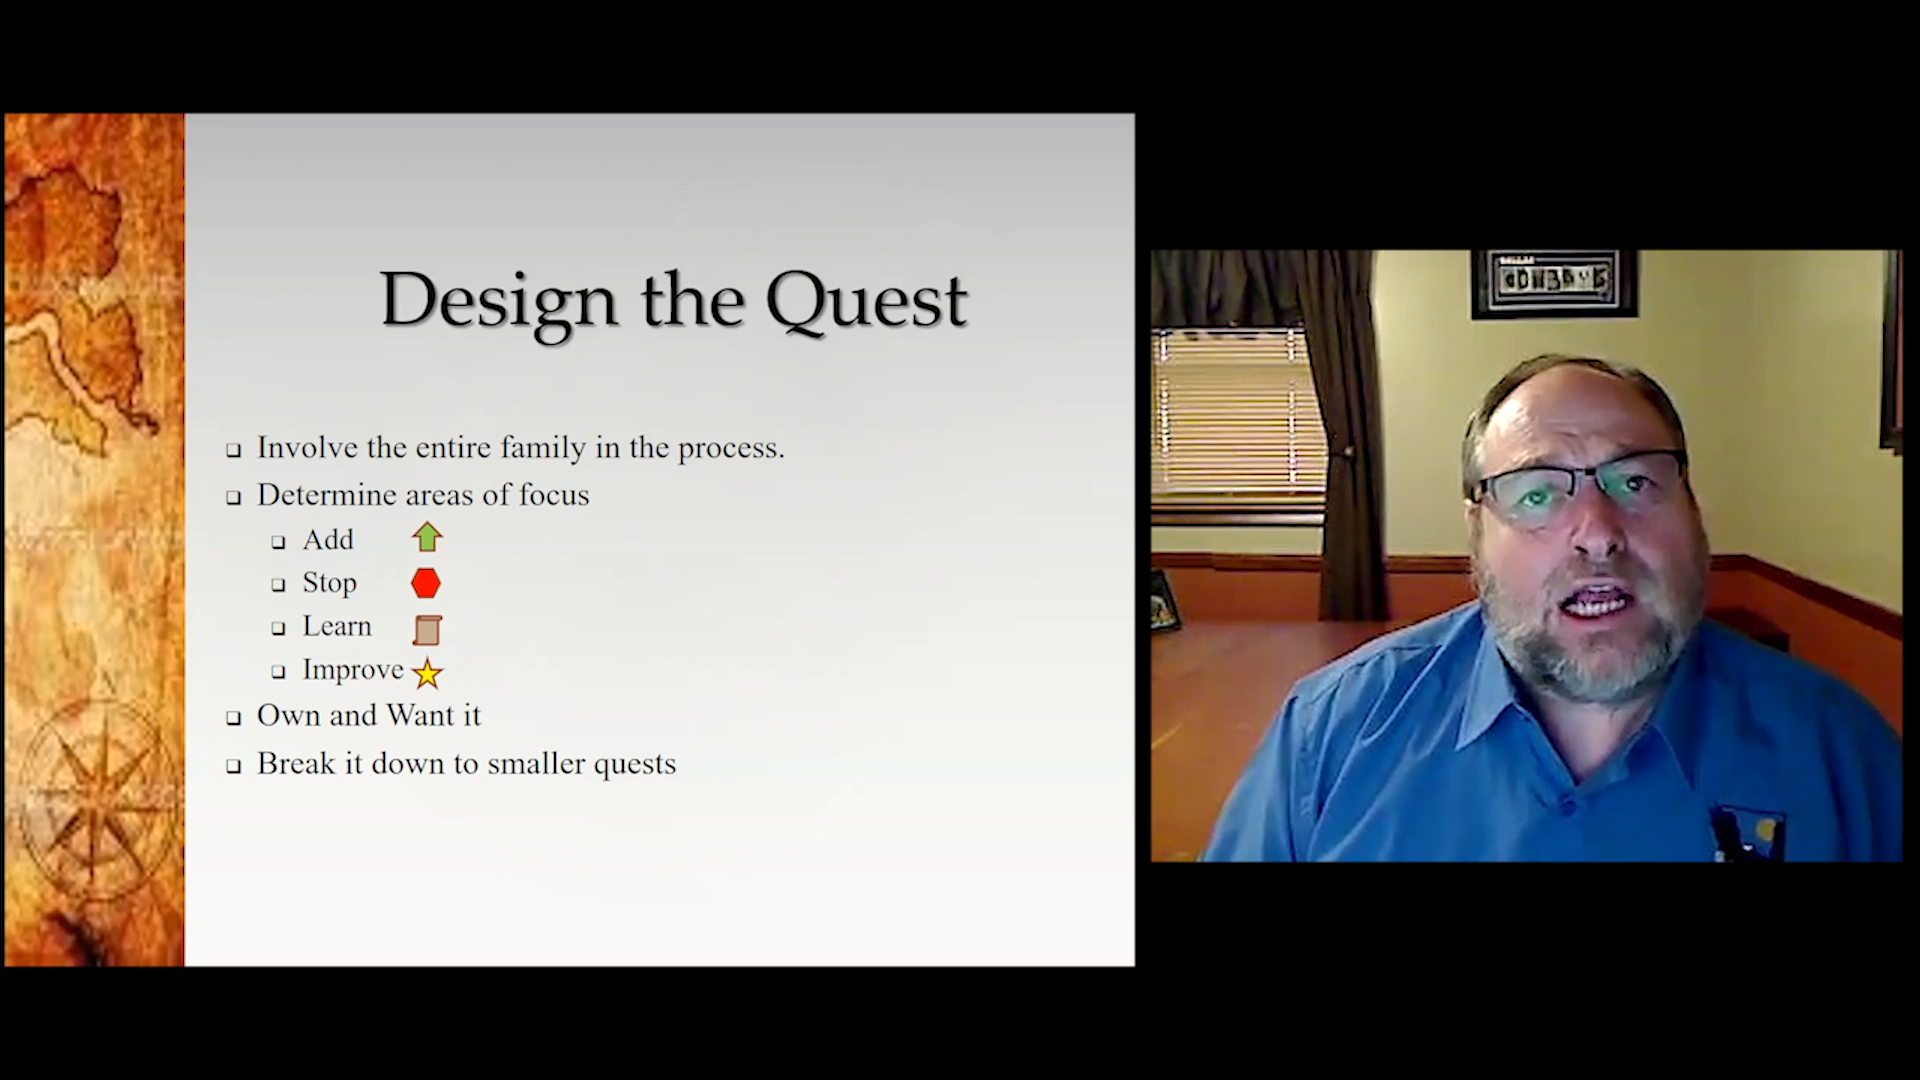 Design the Quest
Involve the entire family in the process.
Determine areas of focus
Add
Stop
Learn
Improve
Own and Want it
Break it down to smaller quests
COWBOYS